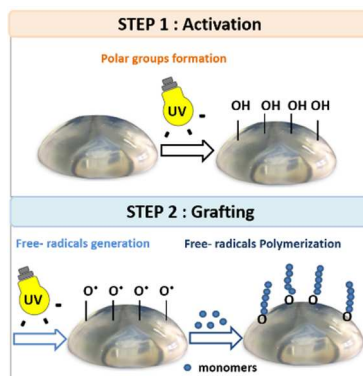 STEP 1 : Activation
Polar groups formation
UV
OH OH OH OH
STEP 2 : Grafting
Free- radicals generation
Free- radicals Polymerization
UV
O• O• O• O•
O O O O
monomers